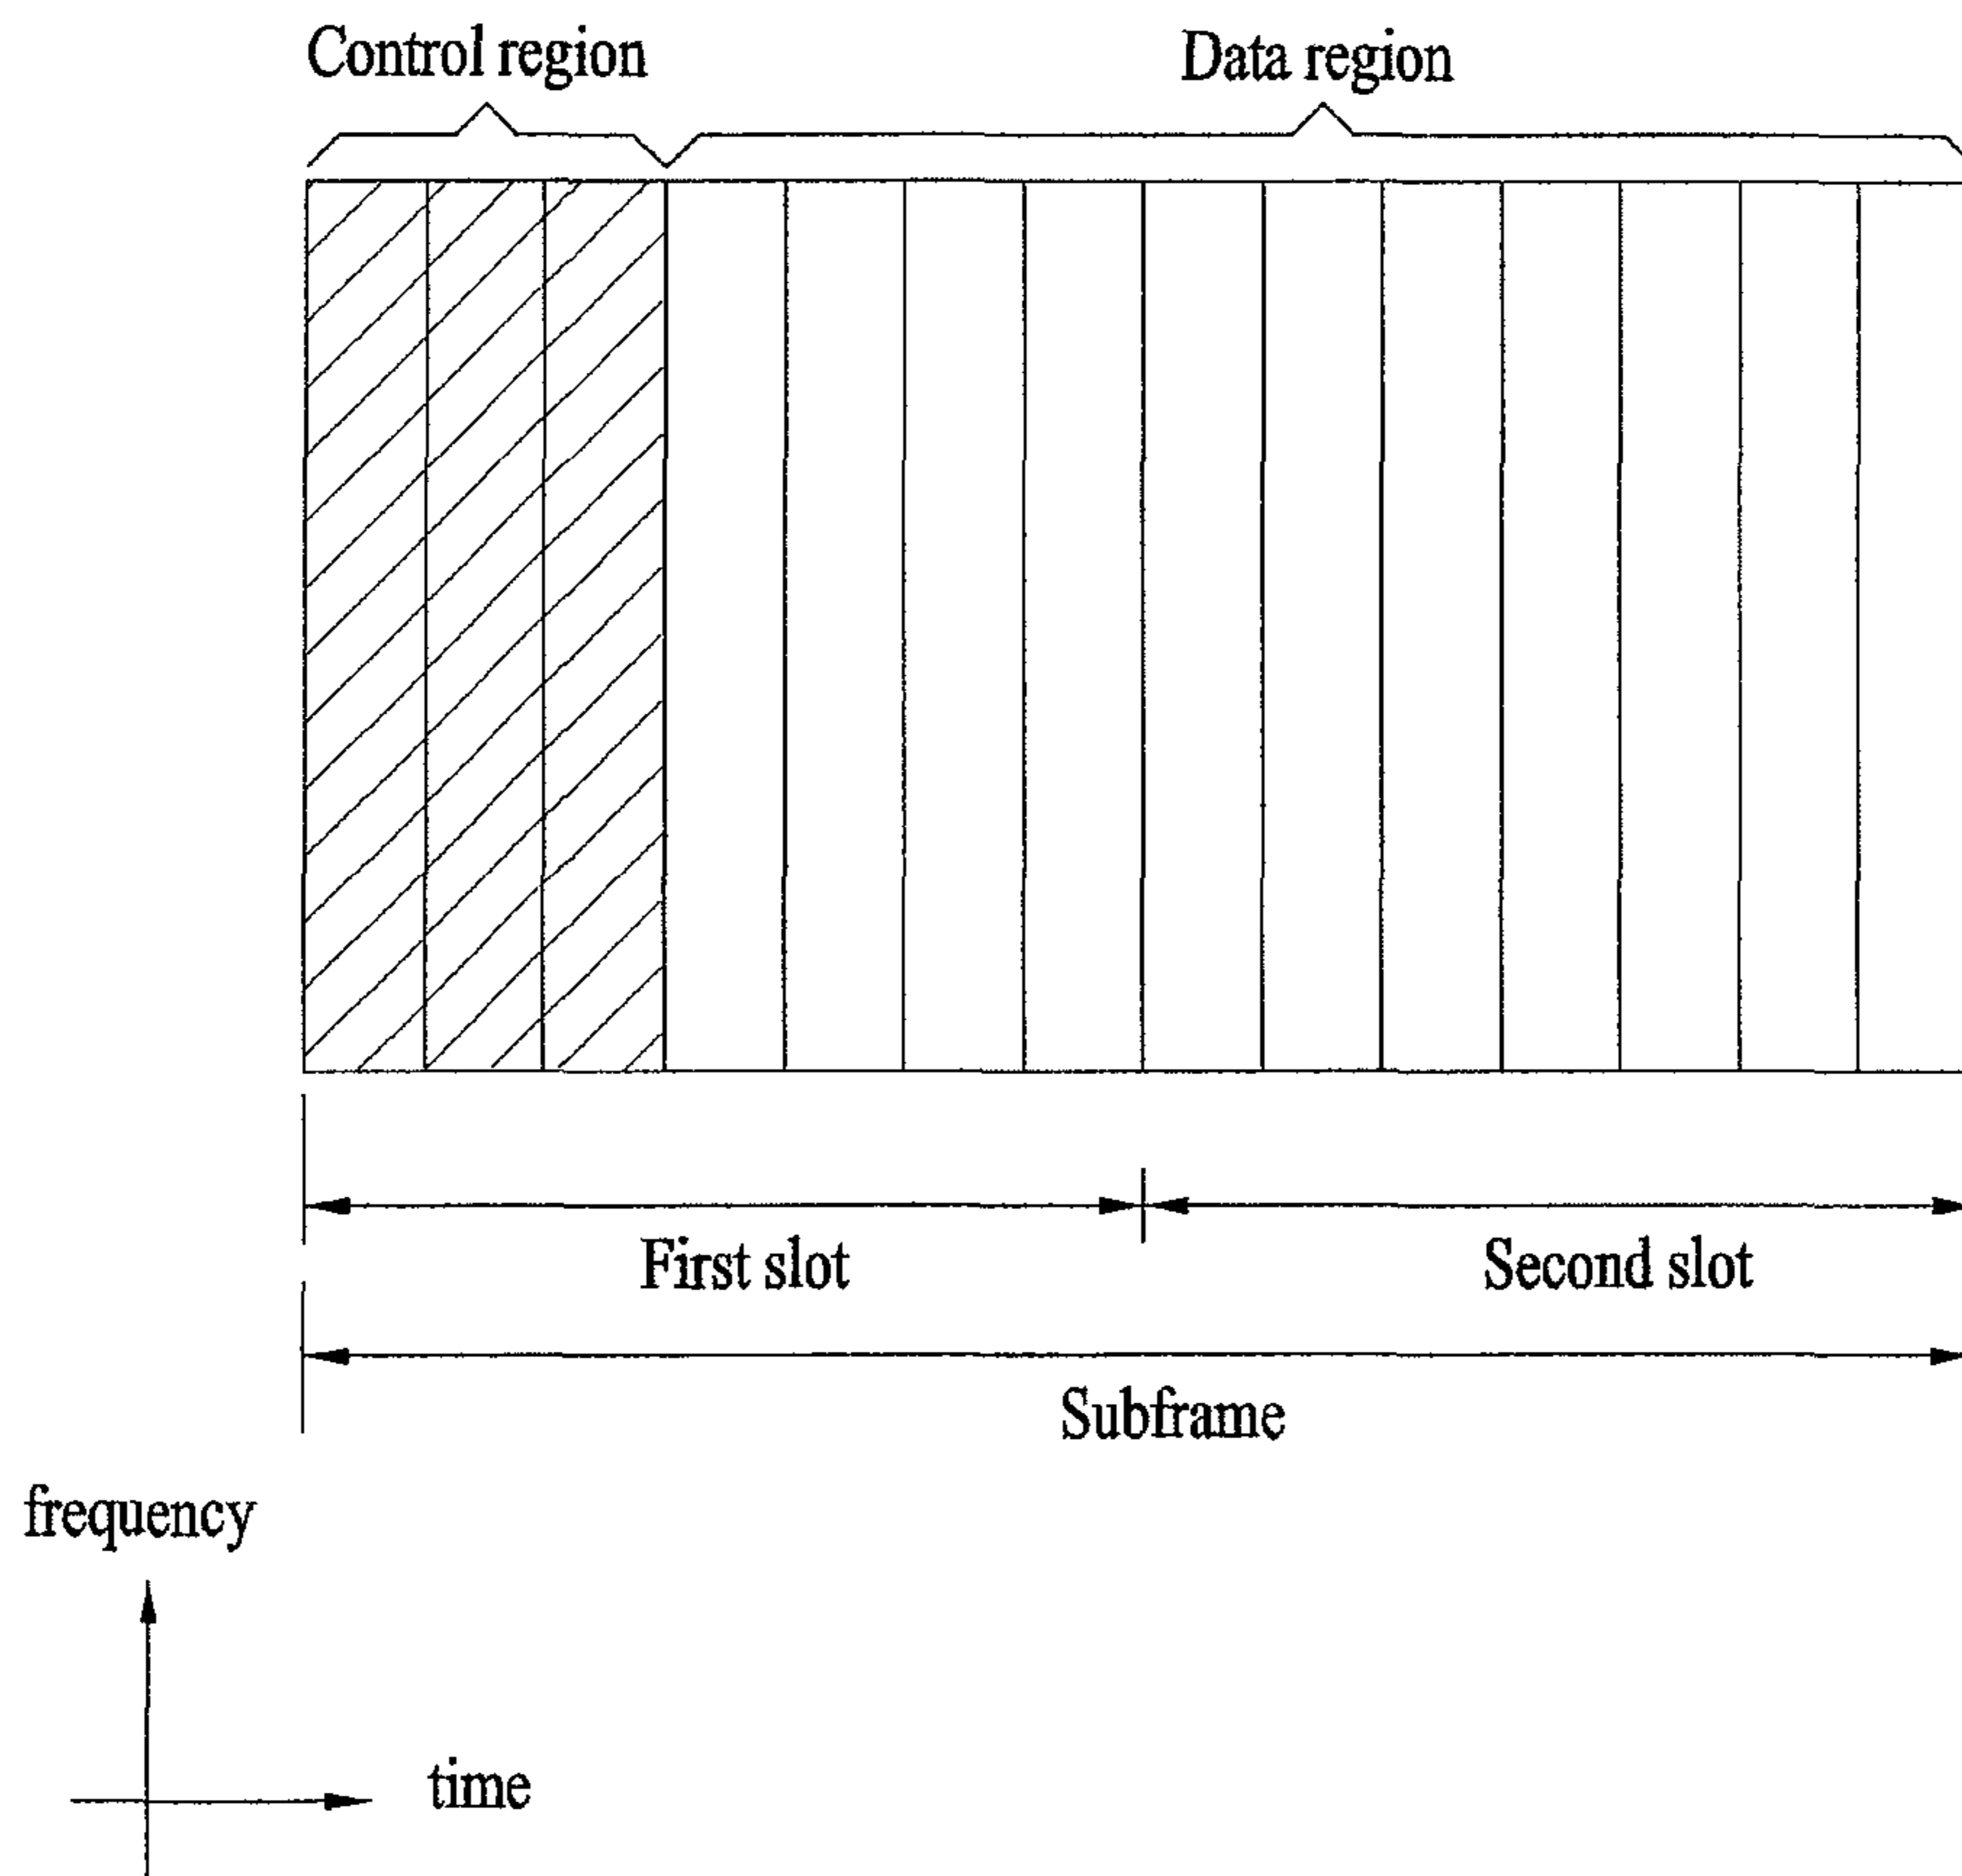 Control region
Data region
First slot
Second slot
Subframe
frequency
time